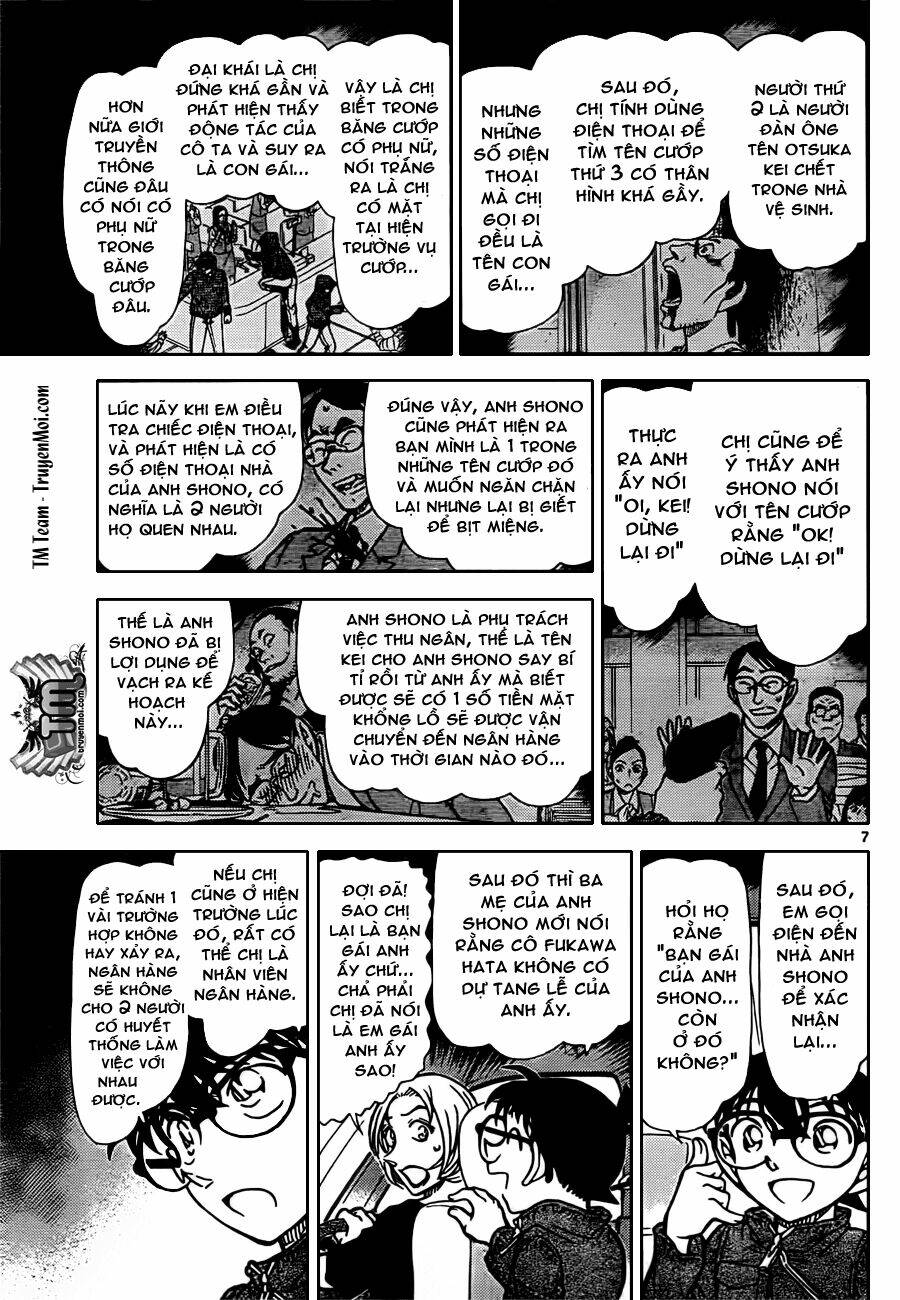 NGƯỜI THỨ
2 LÀ NGƯỜI
ĐÀN ÔNG
TÊN OTSUKA
KEI CHẾT
TRONG NHÀ
VỆ SINH.
SAU ĐÓ,
CHỊ TÍNH DÙNG
ĐIỆN THOẠI ĐỂ
TÌM TÊN CƯỚP
THỨ 3 CÓ THÂN
HÌNH KHÁ GẦY.
NHƯNG
NHỮNG
SỐ ĐIỆN
THOẠI
MÀ CHỊ
GỌI ĐI
ĐỀU LÀ
TÊN CON
GÁI...
VẬY LÀ CHỊ
BIẾT TRONG
BĂNG CƯỚP
CÓ PHỤ NỮ,
NÓI TRẮNG
RA LÀ CHỊ
CÓ MẶT
TẠI HIỆN
TRƯỜNG VỤ
CƯỚP...
ĐẠI KHÁI LÀ CHỊ
ĐỨNG KHÁ GẦN VÀ
PHÁT HIỆN THẤY
ĐỘNG TÁC CỦA
CÔ TA VÀ SUY RA
LÀ CON GÁI...
HƠN
NỮA GIỚI
TRUYỀN
THÔNG
CŨNG ĐÂU
CÓ NÓI CÓ
PHỤ NỮ
TRONG
BĂNG
CƯỚP
ĐÂU.
CHỊ CŨNG ĐỂ
Ý THẤY ANH
SHONO NÓI
VỚI TÊN CƯỚP
RẰNG "OK!
DỪNG LẠI ĐI"
THỰC
RA ANH
ẤY NÓI
"OI, KEI!
DỪNG
LẠI ĐI"
ĐÚNG VẬY, ANH SHONO
CŨNG PHÁT HIỆN RA
BẠN MÌNH LÀ 1 TRONG
NHỮNG TÊN CƯỚP ĐÓ
VÀ MUỐN NGĂN CHẶN
LẠI NHƯNG LẠI BỊ GIẾT
ĐỂ BỊT MIỆNG.
LÚC NÃY KHI EM ĐIỀU
TRA CHIẾC ĐIỆN THOẠI,
VÀ PHÁT HIỆN LÀ CÓ
SỐ ĐIỆN THOẠI NHÀ
CỦA ANH SHONO, CÓ
NGHĨA LÀ 2 NGƯỜI
HỌ QUEN NHAU.
ANH SHONO LÀ PHỤ TRÁCH
VIỆC THU NGÂN, THẾ LÀ TÊN
KEI CHO ANH SHONO SAY BÍ
TỈ RỒI TỪ ANH ẤY MÀ BIẾT
ĐƯỢC SẼ CÓ 1 SỐ TIỀN MẶT
KHỔNG LỒ SẼ ĐƯỢC VẬN
CHUYỂN ĐẾN NGÂN HÀNG
VÀO THỜI GIAN NÀO ĐÓ...
THẾ LÀ ANH
SHONO ĐÃ BỊ
LỢI DỤNG ĐỂ
VẠCH RA KẾ
HOẠCH
NÀY...
TM Team - TruyenMoi.com
TM
truyenmoi.com
7
SAU ĐÓ,
EM GỌI
ĐIỆN ĐẾN
NHÀ ANH
SHONO
ĐỂ XÁC
NHẬN
LẠI...
HỎI HỌ
RẰNG
"BẠN GÁI
CỦA ANH
SHONO...
CÒN
Ở ĐÓ
KHÔNG?"
SAU ĐÓ THÌ BA
MẸ CỦA ANH
SHONO MỚI NÓI
RẰNG CÔ FUKAWA
HATA KHÔNG CÓ
DỰ TANG LỄ CỦA
ANH ẤY.
ĐỢI ĐÃ!
SAO CHỊ
LẠI LÀ BẠN
GÁI ANH
ẤY CHỨ...
CHẢ PHẢI
CHỊ ĐÃ NÓI
LÀ EM GÁI
ANH ẤY
SAO!
NẾU CHỊ
CŨNG Ở HIỆN
TRƯỜNG LÚC
ĐÓ, RẤT CÓ
THỂ CHỊ LÀ
NHÂN VIÊN
NGÂN HÀNG.
ĐỂ TRÁNH 1
VÀI TRƯỜNG
HỢP KHÔNG
HAY XẢY RA,
NGÂN HÀNG
SẼ KHÔNG
CHO 2 NGƯỜI
CÓ HUYẾT
THỐNG LÀM
VIỆC VỚI
NHAU
ĐƯỢC.